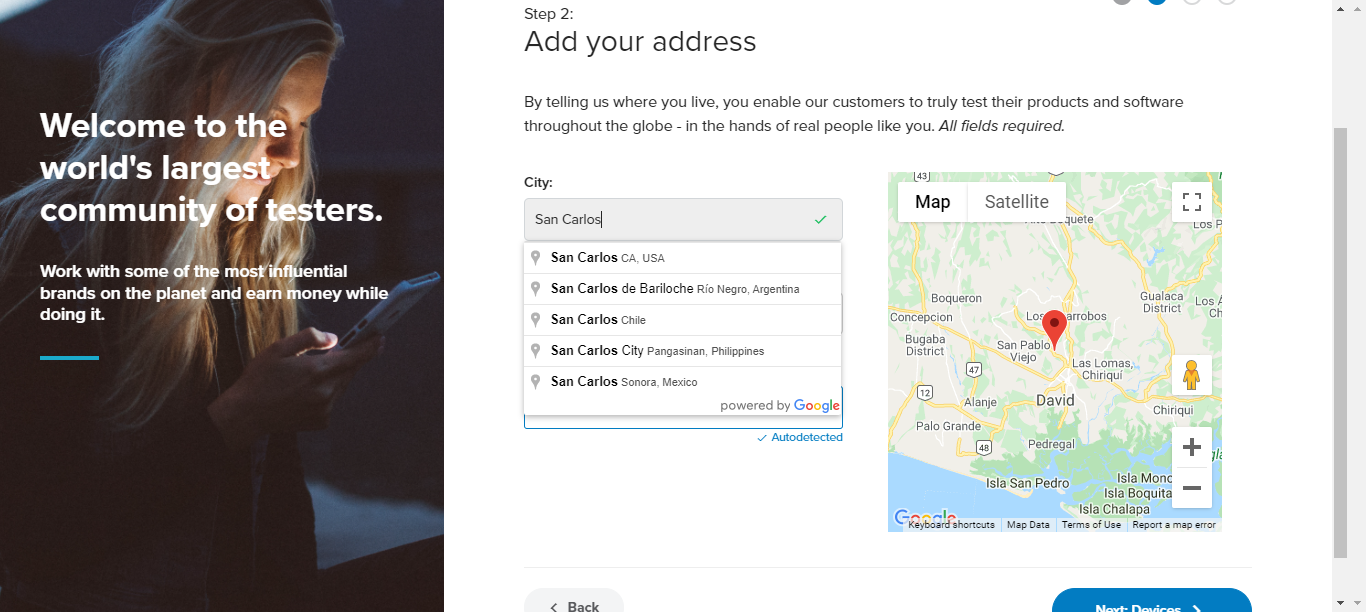 Welcome to the
world's largest
community of testers.
Work with some of the most influential
brands on the planet and earn money while
doing it.
Step 2:
Add your address
By telling us where you live, you enable our customers to truly test their products and software
throughout the globe - in the hands of real people like you. All fields required.
City:
San Carlos
San Carlos CA, USA
San Carlos de Bariloche Río Negro, Argentina
San Carlos Chile
San Carlos City Pangasinan, Philippines
San Carlos Sonora, Mexico
powered by Google
Autodetected
43
Map
Satellite
Boquete
Los P
Boqueron
Gualaca
District
Los A
Concepcion
Los Algarrobos
Bugaba
District
San Pablo
Viejo
Las Lomas,
Chiriquí
47
12
Alanje
David
Chiriqui
Palo Grande
48
Pedregal
Isla San Pedro
Isla Boquita
Isla Chalapa
Google
Keyboard shortcuts
Map Data
Terms of Use
Report a map error
Back
Next: Devices